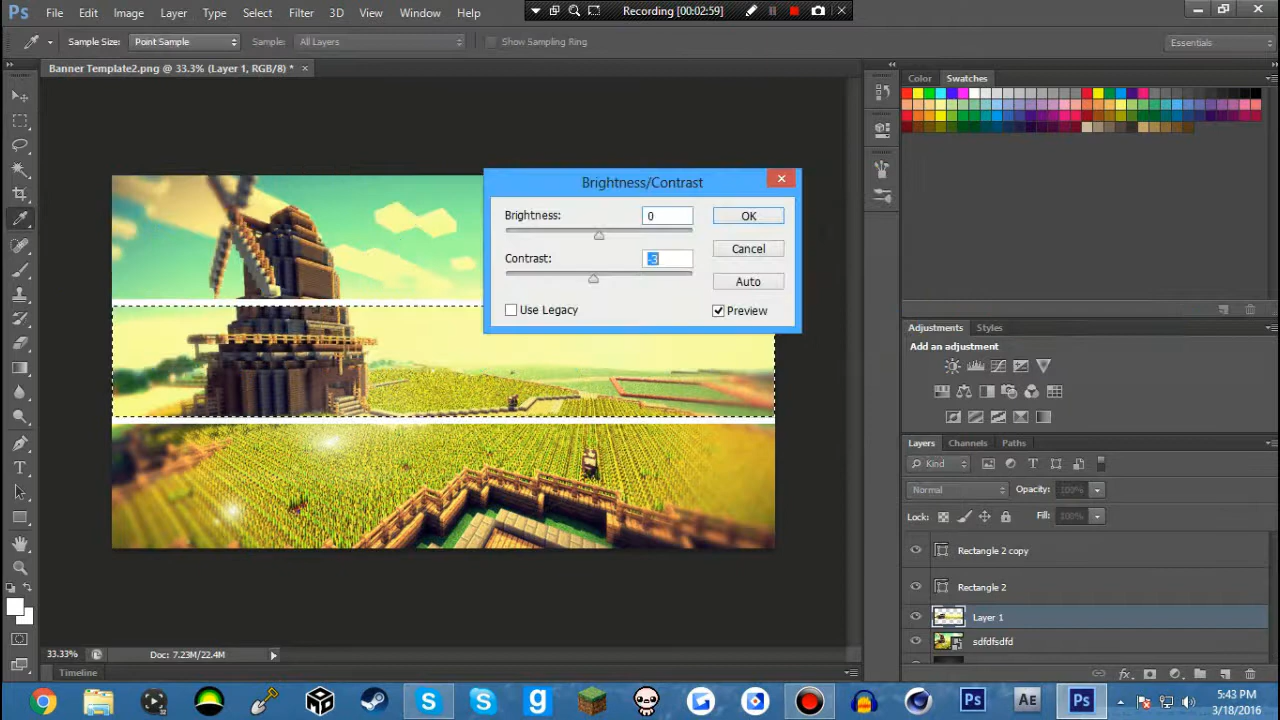 Ps File Edit Image Layer Type Select Filter 3D View Window Help
Recording [00:02:59]
Sample Size: Point Sample Sample: All Layers Show Sampling Ring Essentials
Banner Template2.png @ 33.3% (Layer 1, RGB/8) * ×
Color Swatches
Brightness/Contrast
Brightness: 0 OK
Cancel
Contrast: -3
Auto
Use Legacy Preview
Adjustments Styles
Add an adjustment
Layers Channels Paths
Kind
Normal Opacity: 100%
Lock: Fill: 100%
Rectangle 2 copy
Rectangle 2
Layer 1
sdfdfsdfd
33.33% Doc: 7.23M/22.4M
Timeline
Ps AE Ps
5:43 PM
3/18/2016